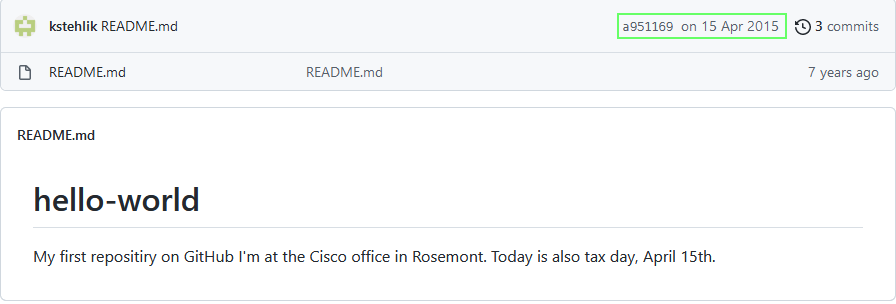 kstehlik README.md a951169 on 15 Apr 2015 3 commits
README.md README.md 7 years ago
README.md
hello-world
My first repositiry on GitHub I'm at the Cisco office in Rosemont. Today is also tax day, April 15th.